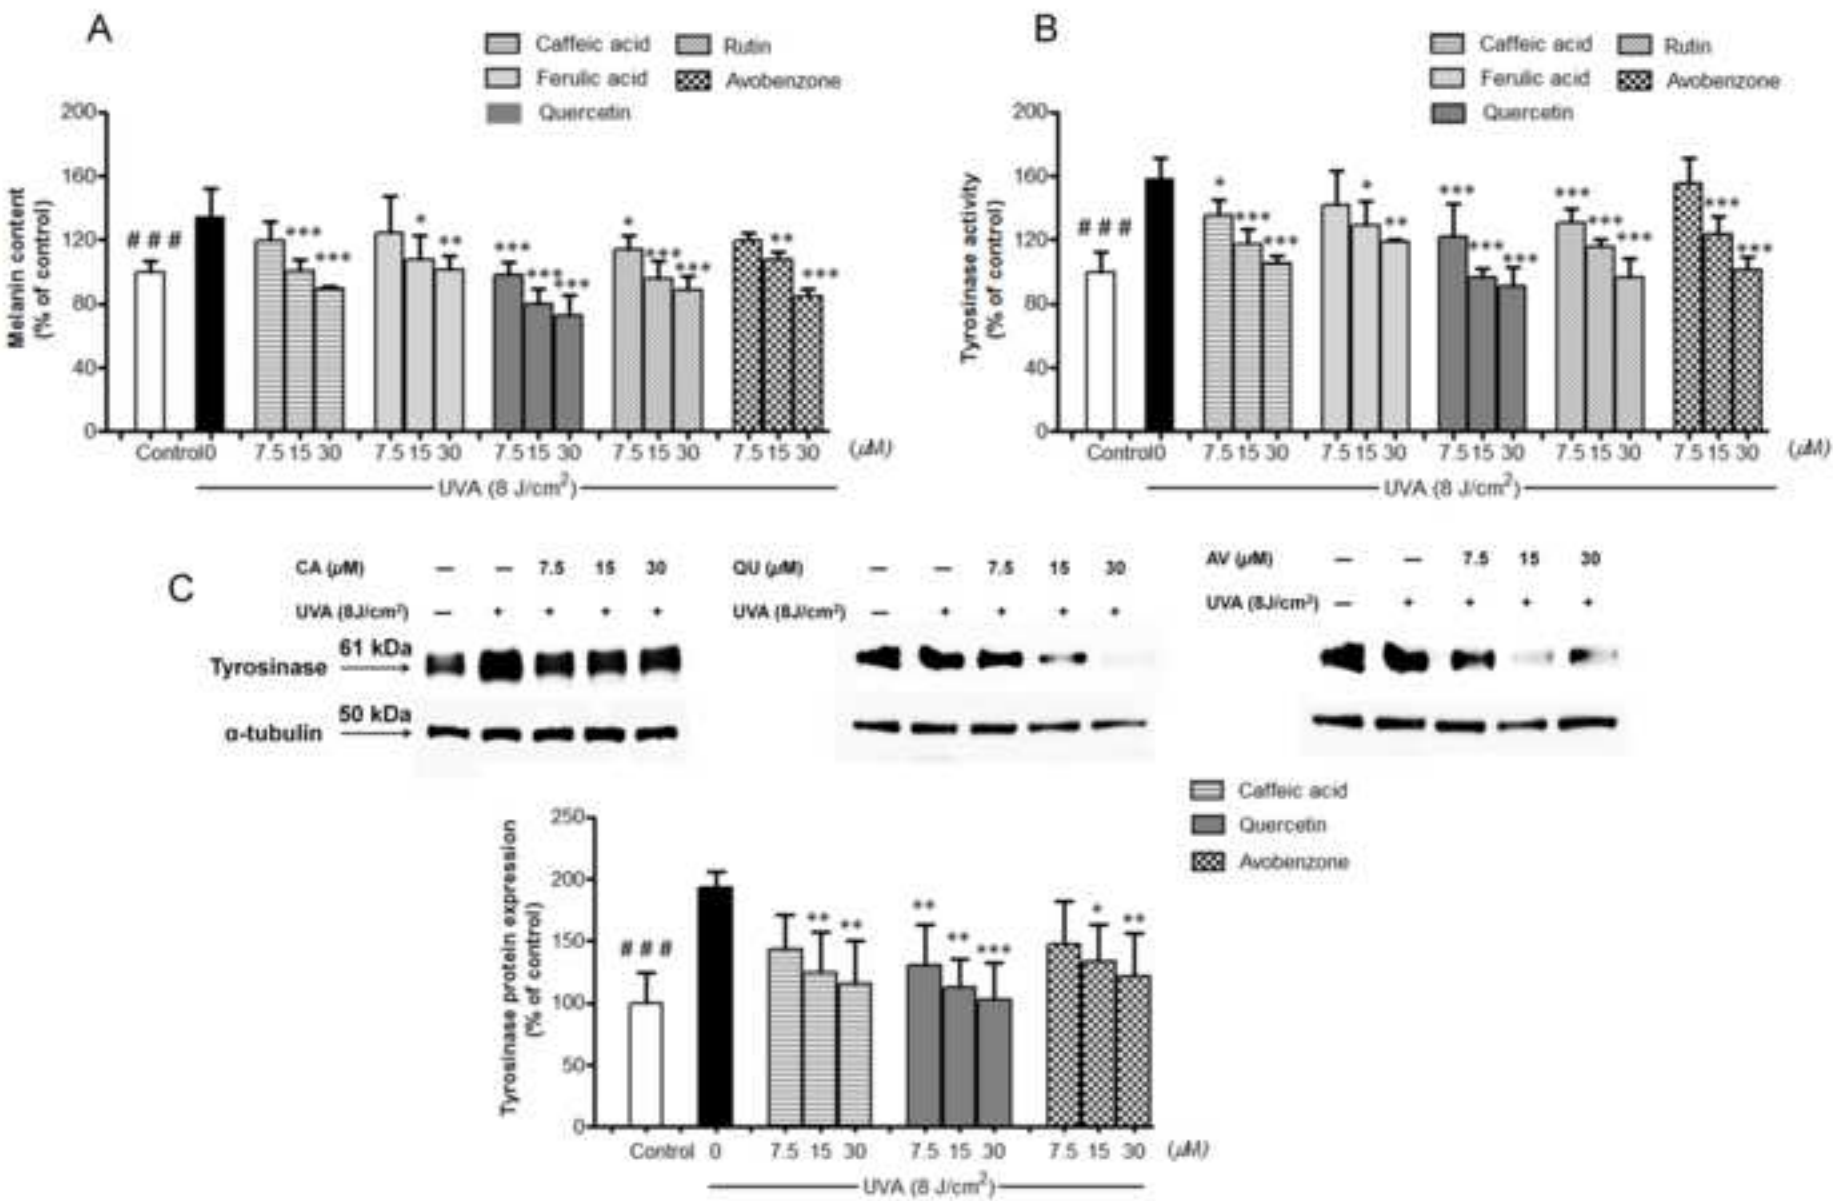 A
Caffeic acid
Rutin
Ferulic acid
Avobenzone
Quercetin
Melanin content
(% of control)
200
160
120
80
40
0
# # #
***
***
*
**
***
***
***
*
***
***
**
***
Control 0 7.5 15 30 7.5 15 30 7.5 15 30 7.5 15 30 7.5 15 30 (μM)
UVA (8 J/cm²)
B
Caffeic acid
Rutin
Ferulic acid
Avobenzone
Quercetin
Tyrosinase activity
(% of control)
200
160
120
80
40
0
# # #
*
***
***
*
**
***
***
***
***
***
***
***
***
Control 0 7.5 15 30 7.5 15 30 7.5 15 30 7.5 15 30 7.5 15 30 (μM)
UVA (8 J/cm²)
C
CA (μM) — — 7.5 15 30
UVA (8J/cm²) — + + + +
Tyrosinase 61 kDa
α-tubulin 50 kDa
QU (μM) — — 7.5 15 30
UVA (8J/cm²) — + + + +
AV (μM) — — 7.5 15 30
UVA (8J/cm²) — + + + +
Caffeic acid
Quercetin
Avobenzone
Tyrosinase protein expression
(% of control)
250
200
150
100
50
0
# # #
**
**
**
**
***
*
**
Control 0 7.5 15 30 7.5 15 30 7.5 15 30 (μM)
UVA (8 J/cm²)